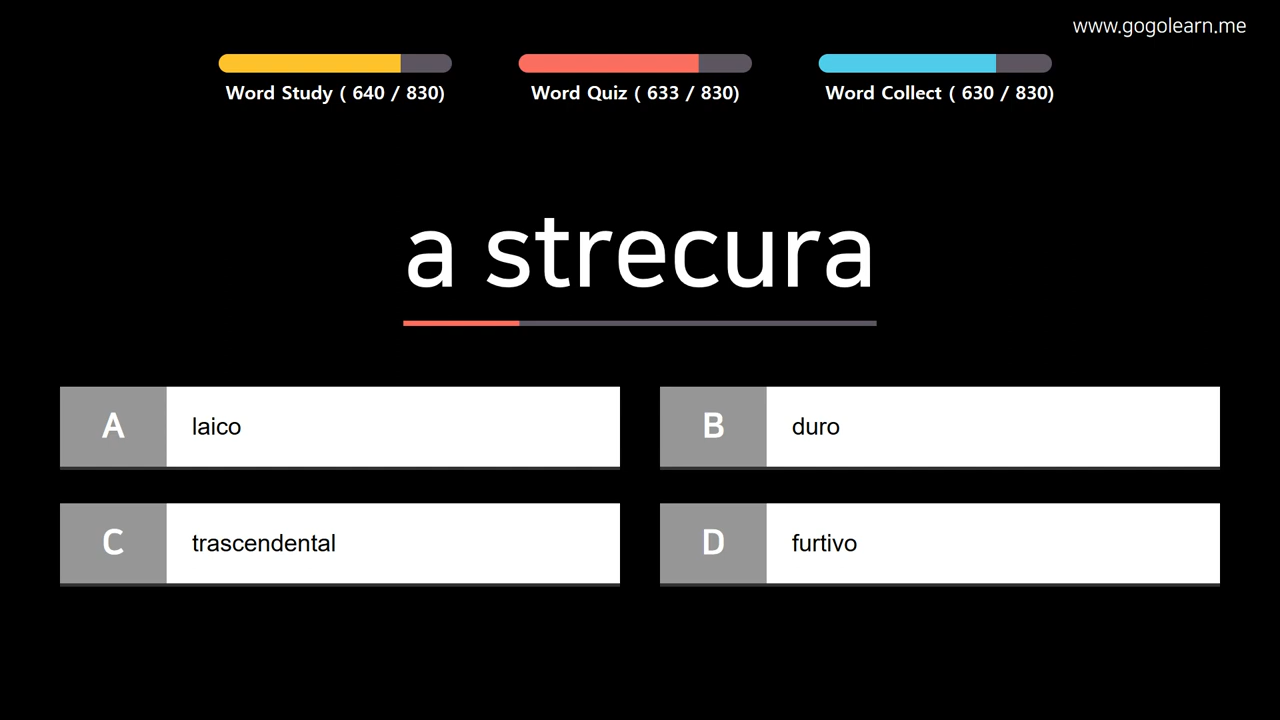 www.gogolearn.me
Word Study ( 640 / 830)
Word Quiz ( 633 / 830)
Word Collect ( 630 / 830)
a strecura
A laico
B duro
C trascendental
D furtivo